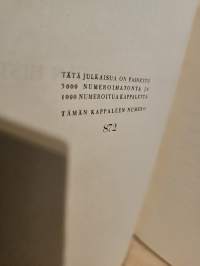 TÄTÄ JULKAISUA ON PAINETTU
3000 NUMEROIMATONTA JA
1000 NUMEROITUA KAPPALETTA
TÄMÄN KAPPALEEN NUMERO
872